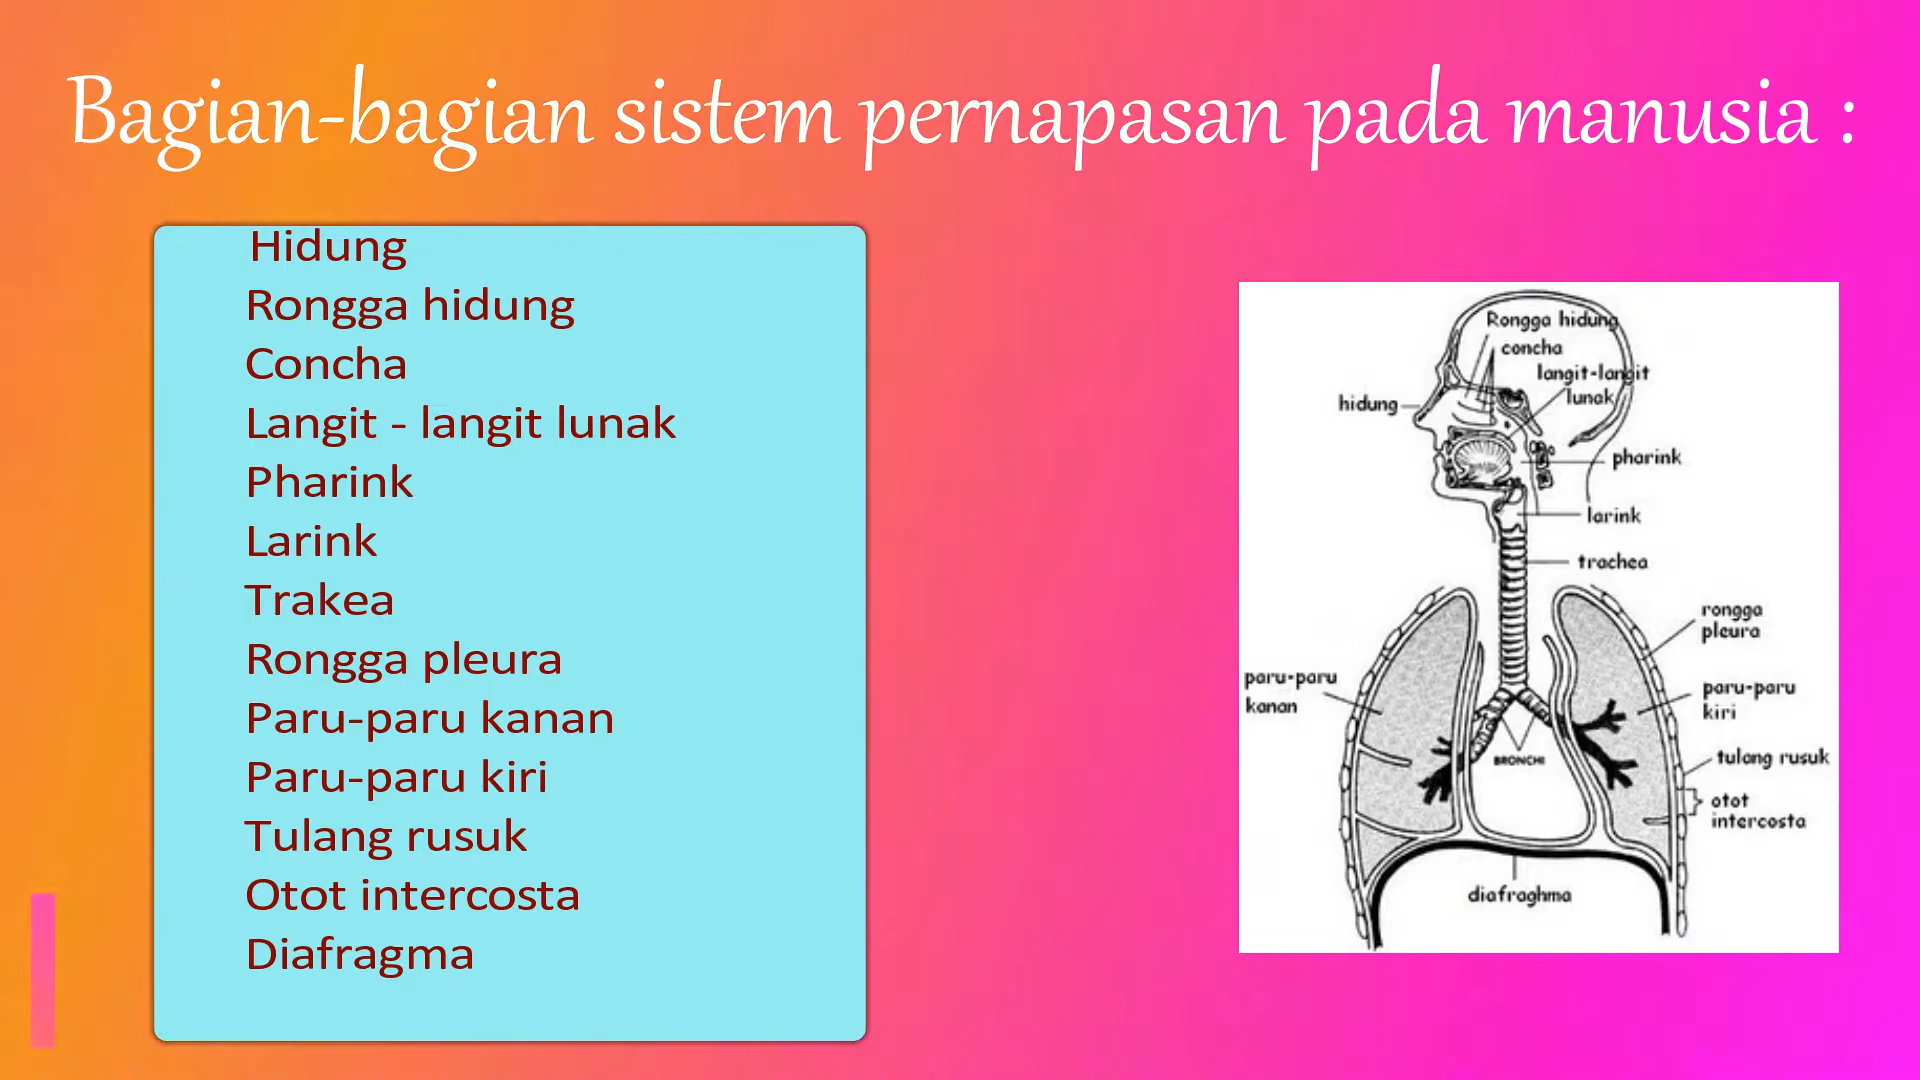 Bagian-bagian sistem pernapasan pada manusia :
Hidung
Rongga hidung
Concha
Langit - langit lunak
Pharink
Larink
Trakea
Rongga pleura
Paru-paru kanan
Paru-paru kiri
Tulang rusuk
Otot intercosta
Diafragma
Rongga hidung
concha
langit-langit
lunak
hidung
pharink
larink
trachea
rongga
pleura
paru-paru
kanan
paru-paru
kiri
BRONCHI
tulang rusuk
otot
intercosta
diafraghma